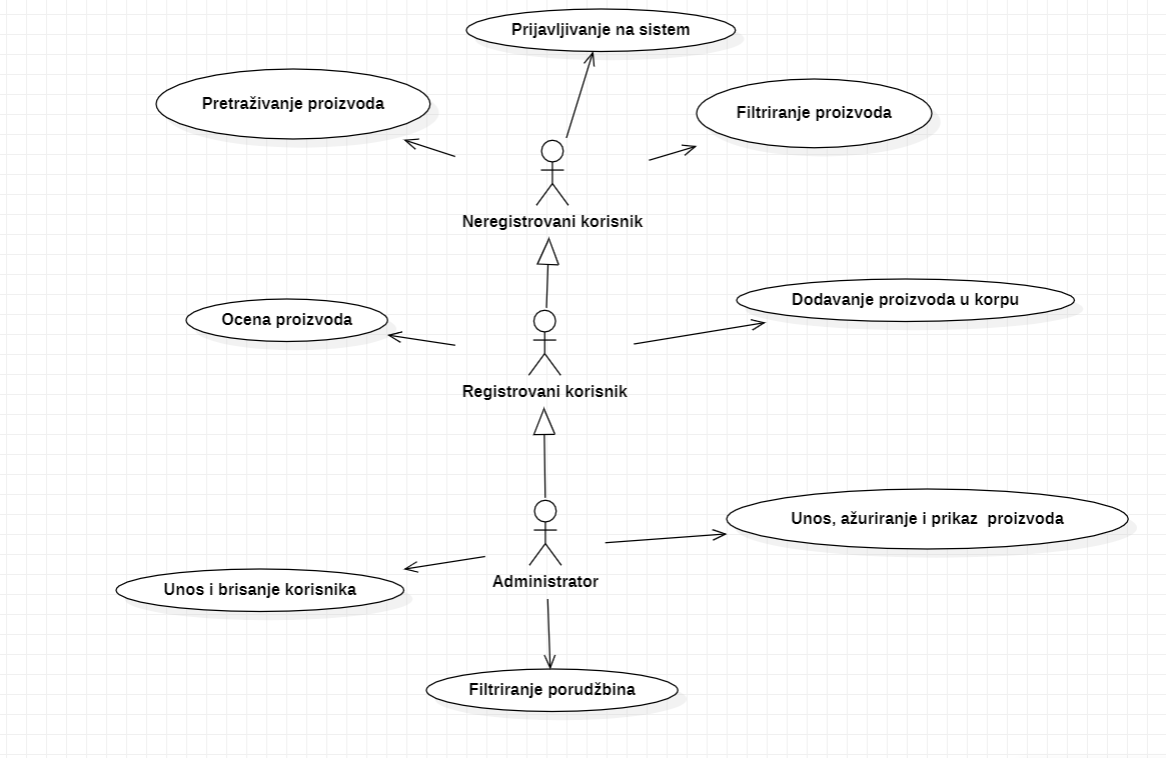 Prijavljivanje na sistem
Pretraživanje proizvoda
Filtriranje proizvoda
Neregistrovani korisnik
Ocena proizvoda
Dodavanje proizvoda u korpu
Registrovani korisnik
Unos, ažuriranje i prikaz  proizvoda
Unos i brisanje korisnika
Administrator
Filtriranje porudžbina